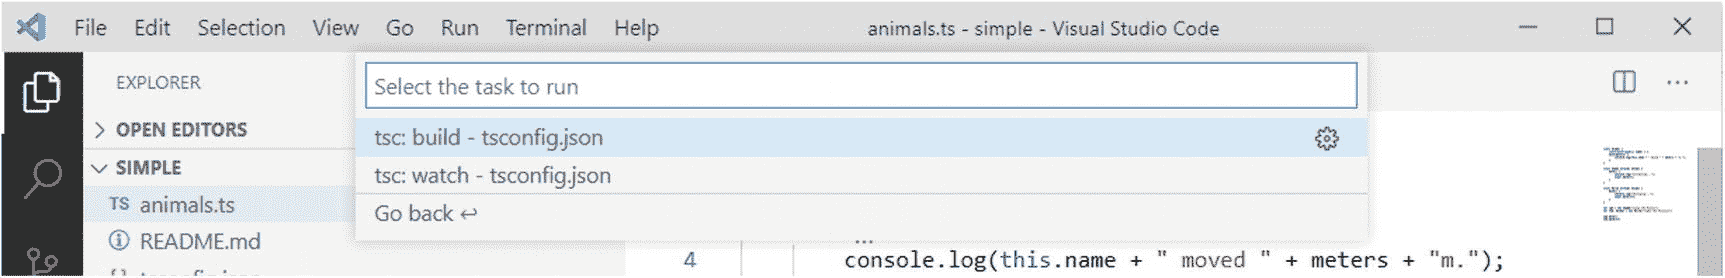 File Edit Selection View Go Run Terminal Help animals.ts - simple - Visual Studio Code
EXPLORER
Select the task to run
OPEN EDITORS
tsc: build - tsconfig.json
SIMPLE
tsc: watch - tsconfig.json
TS animals.ts
Go back
README.md
4 console.log(this.name + " moved " + meters + "m.");
tsconfig.json